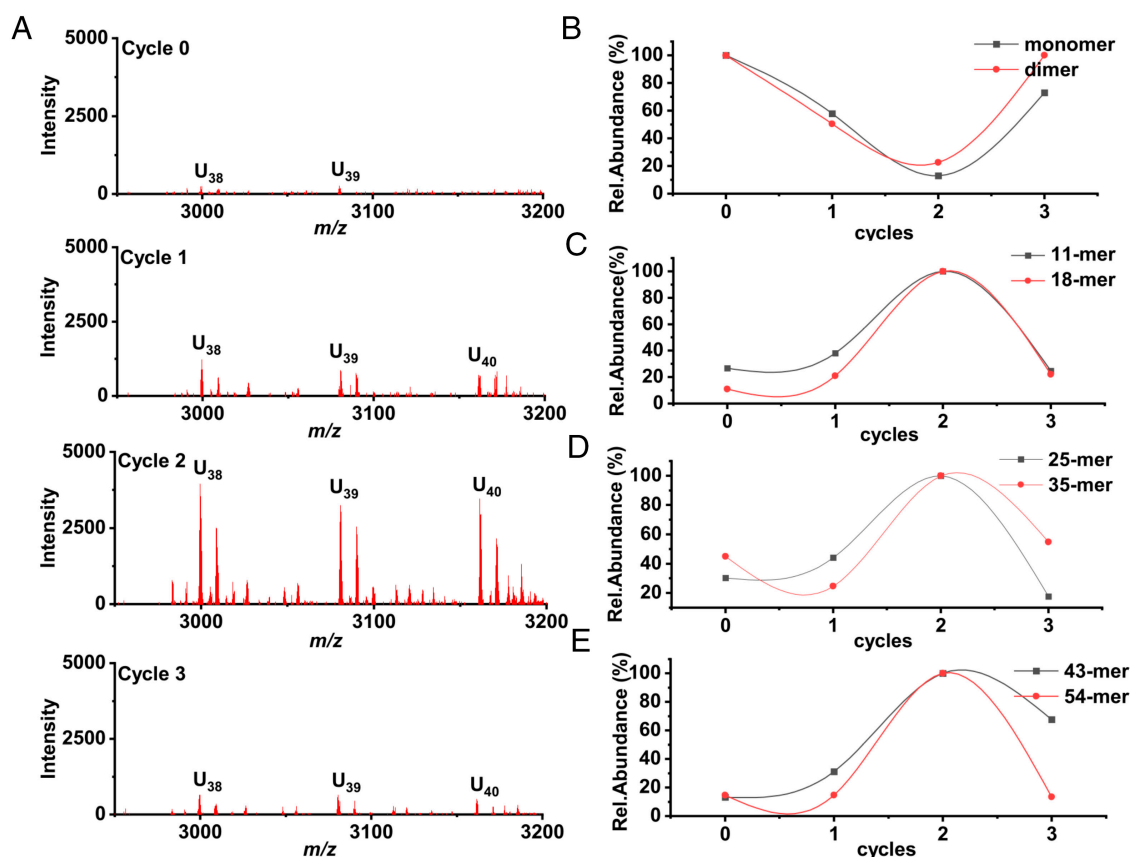 A
5000
Cycle 0
2500
0
Intensity
U38
U39
3000
3100
3200
m/z
5000
Cycle 1
2500
0
Intensity
U38
U39
U40
3000
3100
3200
m/z
5000
Cycle 2
2500
0
Intensity
U38
U39
U40
3000
3100
3200
m/z
5000
Cycle 3
2500
0
Intensity
U38
U39
U40
3000
3100
3200
m/z
B
100
80
60
40
20
0
Rel.Abundance (%)
monomer
dimer
0
1
2
3
cycles
C
100
80
60
40
20
0
Rel.Abundance(%)
11-mer
18-mer
0
1
2
3
cycles
D
100
80
60
40
20
Rel.Abundance (%)
25-mer
35-mer
0
1
2
3
cycles
E
100
80
60
40
20
0
Rel.Abundance (%)
43-mer
54-mer
0
1
2
3
cycles